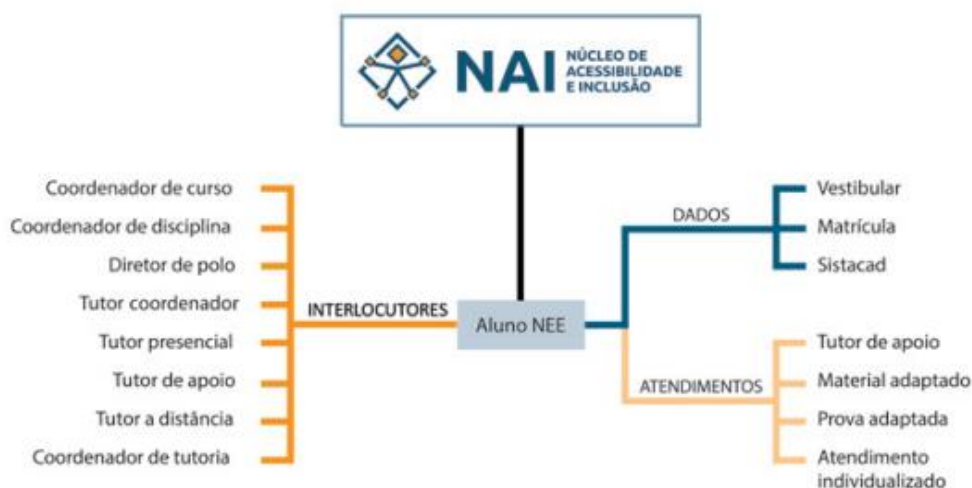 NAI
NÚCLEO DE
ACESSIBILIDADE
E INCLUSÃO
Coordenador de curso
Coordenador de disciplina
Diretor de polo
Tutor coordenador
Tutor presencial
Tutor de apoio
Tutor a distância
Coordenador de tutoria
INTERLOCUTORES
Aluno NEE
DADOS
Vestibular
Matrícula
Sistacad
ATENDIMENTOS
Tutor de apoio
Material adaptado
Prova adaptada
Atendimento
individualizado